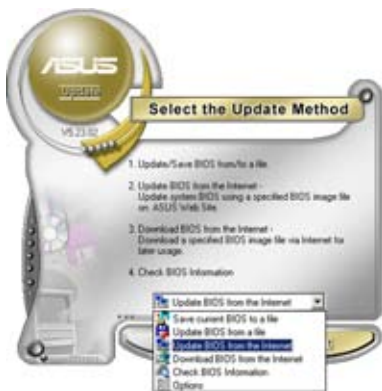 ASUS
Update
V5.23.02
Select the Update Method
1. Update/Save BIOS from/to a file
2. Update BIOS from the Internet -
Update system BIOS using a specified BIOS image file
on ASUS Web Site.
3. Download BIOS from the Internet -
Download a specified BIOS image file via Internet for
later usage.
4. Check BIOS Information
Update BIOS from the Internet
Save current BIOS to a file
Update BIOS from a file
Update BIOS from the Internet
Download BIOS from the Internet
Check BIOS Information
Options